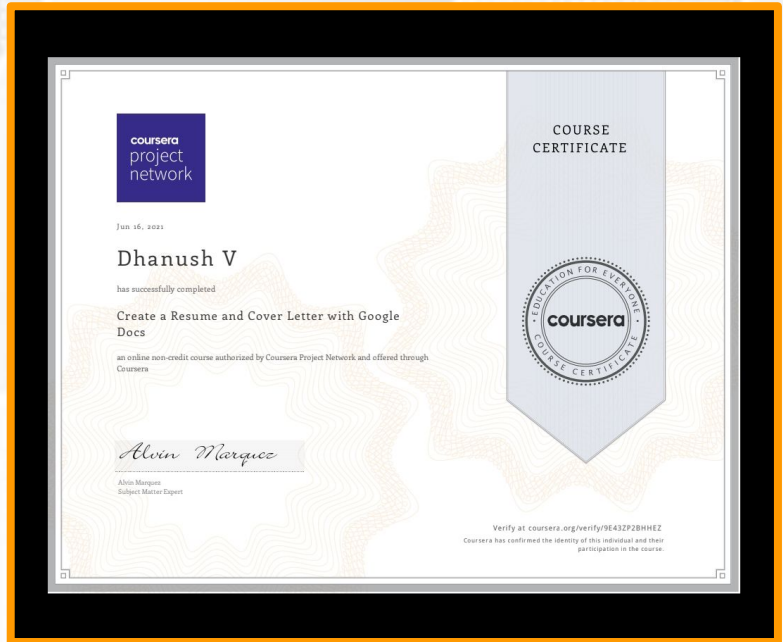 coursera
project
network
Jun 16, 2021
Dhanush V
has successfully completed
Create a Resume and Cover Letter with Google
Docs
an online non-credit course authorized by Coursera Project Network and offered through
Coursera
Alvin Marquez
Alvin Marquez
Subject Matter Expert
COURSE
CERTIFICATE
EDUCATION FOR EVERYONE
coursera
COURSE CERTIFICATE
Verify at coursera.org/verify/9E43ZP2BHHEZ
Coursera has confirmed the identity of this individual and their
participation in the course.